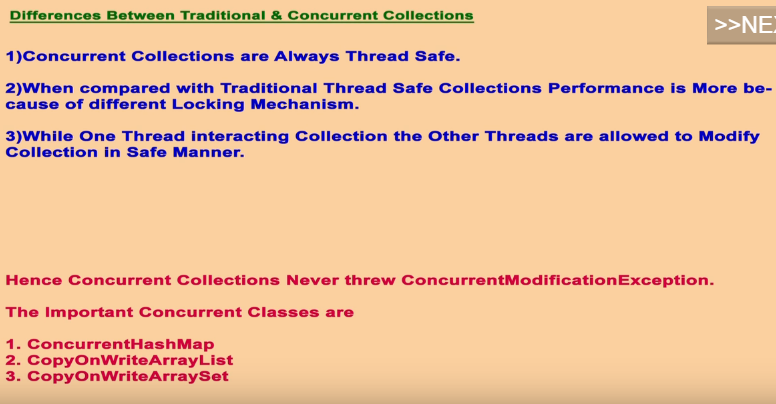 Differences Between Traditional & Concurrent Collections
>>NE
1)Concurrent Collections are Always Thread Safe.
2)When compared with Traditional Thread Safe Collections Performance is More be-
cause of different Locking Mechanism.
3)While One Thread interacting Collection the Other Threads are allowed to Modify
Collection in Safe Manner.
Hence Concurrent Collections Never threw ConcurrentModificationException.
The Important Concurrent Classes are
1. ConcurrentHashMap
2. CopyOnWriteArrayList
3. CopyOnWriteArraySet